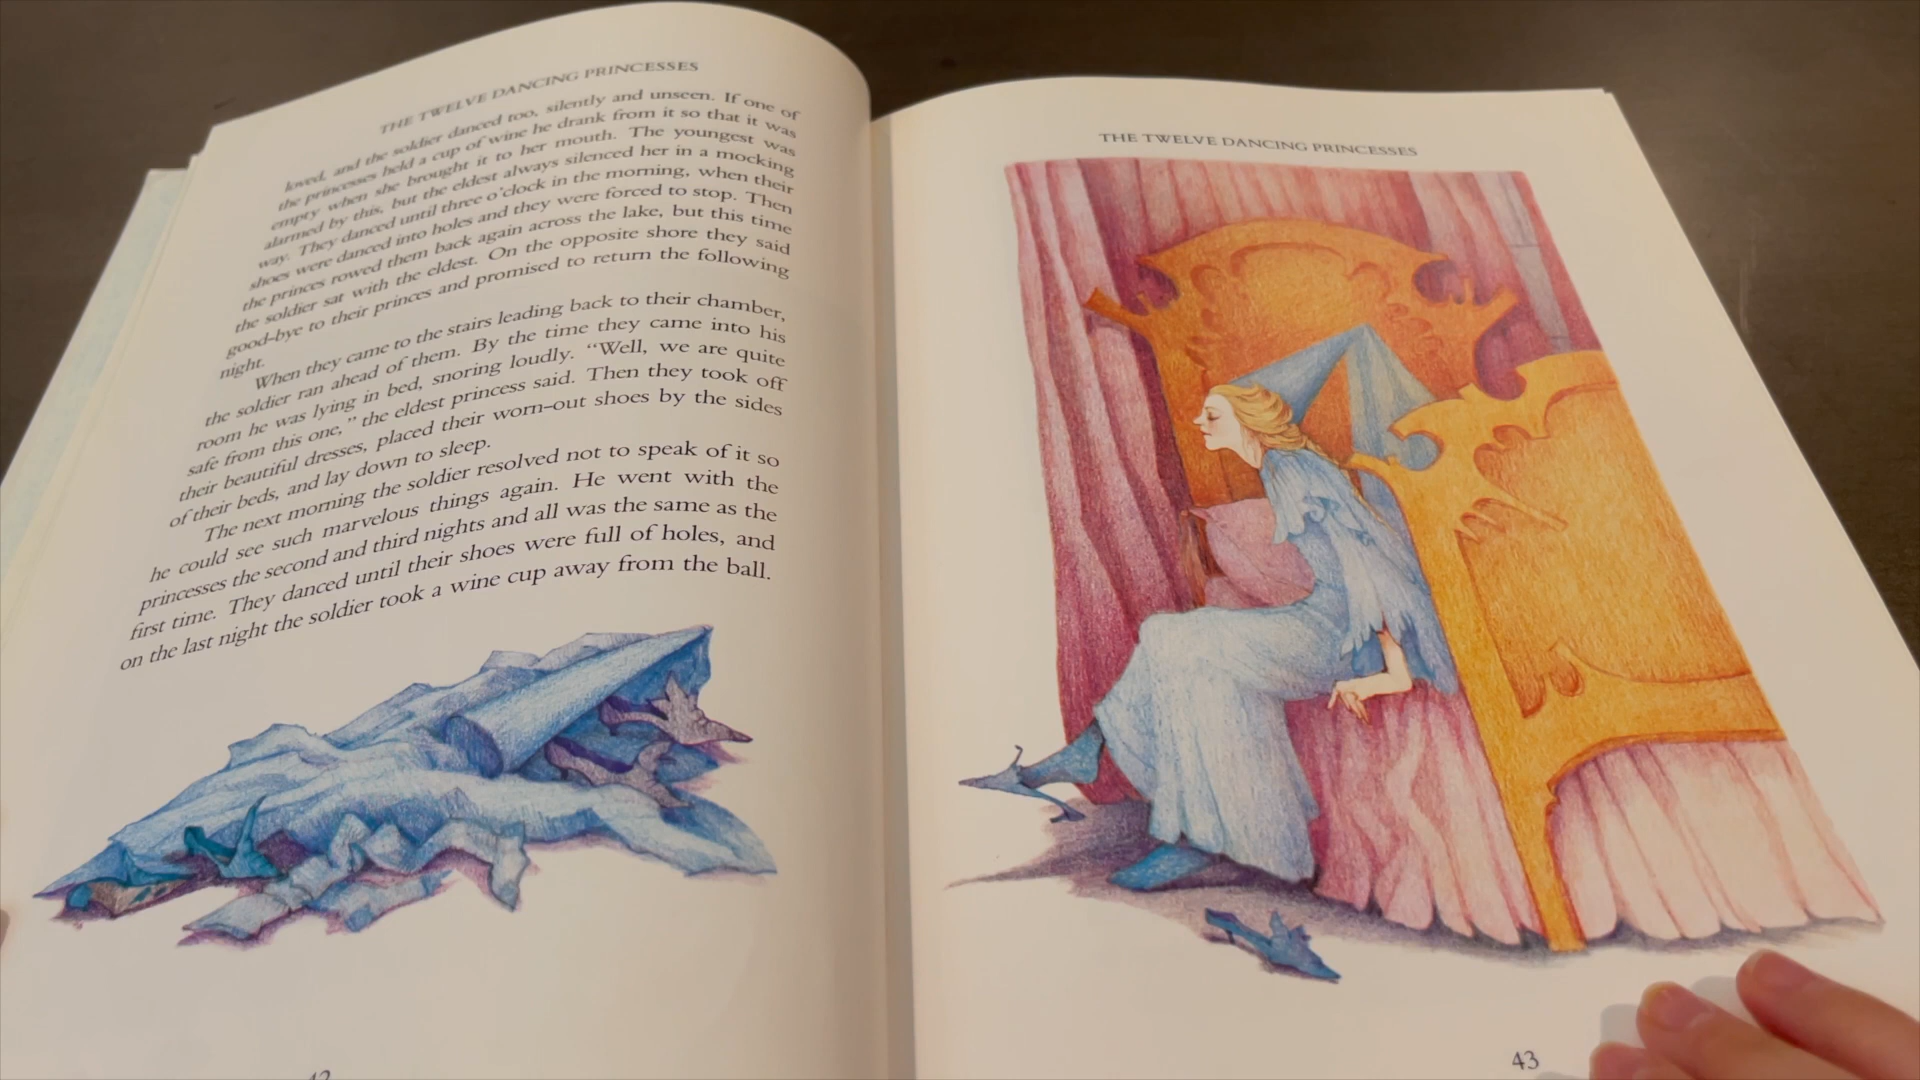 THE TWELVE DANCING PRINCESSES
loved, and the soldier danced too, silently and unseen. If one of
the princesses held a cup of wine he drank from it so that it was
empty when she brought it to her mouth. The youngest was
alarmed by this, but the eldest always silenced her in a mocking
way. They danced until three o'clock in the morning, when their
shoes were danced into holes and they were forced to stop. Then
the princes rowed them back again across the lake, but this time
the soldier sat with the eldest. On the opposite shore they said
good-bye to their princes and promised to return the following
night.
When they came to the stairs leading back to their chamber,
the soldier ran ahead of them. By the time they came into his
room he was lying in bed, snoring loudly. "Well, we are quite
safe from this one," the eldest princess said. Then they took off
their beautiful dresses, placed their worn-out shoes by the sides
of their beds, and lay down to sleep.
The next morning the soldier resolved not to speak of it so
he could see such marvelous things again. He went with the
princesses the second and third nights and all was the same as the
first time. They danced until their shoes were full of holes, and
on the last night the soldier took a wine cup away from the ball.
42
THE TWELVE DANCING PRINCESSES
43